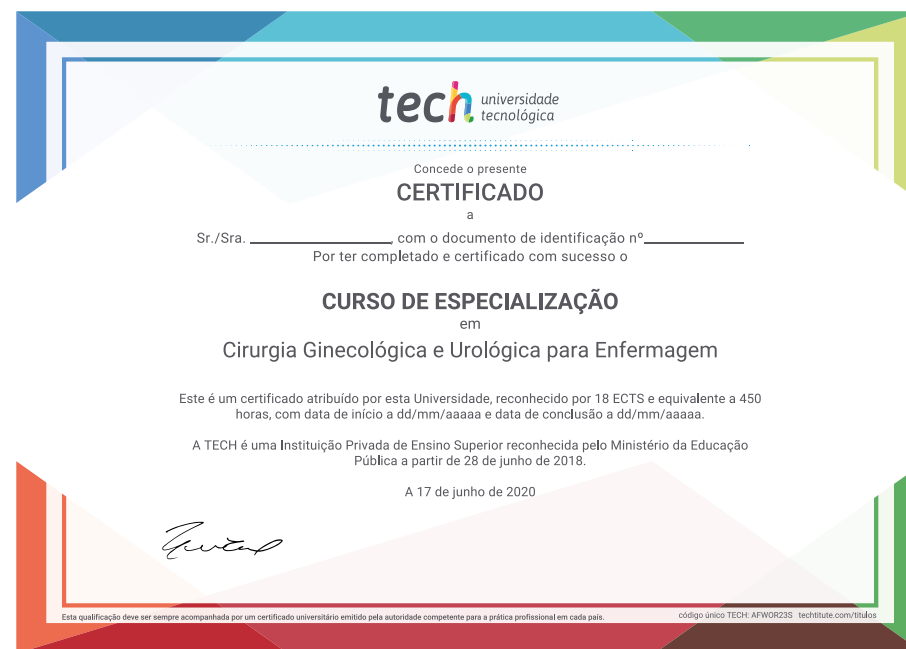 tech universidade
tecnológica
Concede o presente
CERTIFICADO
a
Sr./Sra. ____________________, com o documento de identificação nº______________
Por ter completado e certificado com sucesso o
CURSO DE ESPECIALIZAÇÃO
em
Cirurgia Ginecológica e Urológica para Enfermagem
Este é um certificado atribuído por esta Universidade, reconhecido por 18 ECTS e equivalente a 450
horas, com data de início a dd/mm/aaaaa e data de conclusão a dd/mm/aaaaa.
A TECH é uma Instituição Privada de Ensino Superior reconhecida pelo Ministério da Educação
Pública a partir de 28 de junho de 2018.
A 17 de junho de 2020
Esta qualificação deve ser sempre acompanhada por um certificado universitário emitido pela autoridade competente para a prática profissional em cada país.
código único TECH: AFWOR23S techtitute.com/titulos